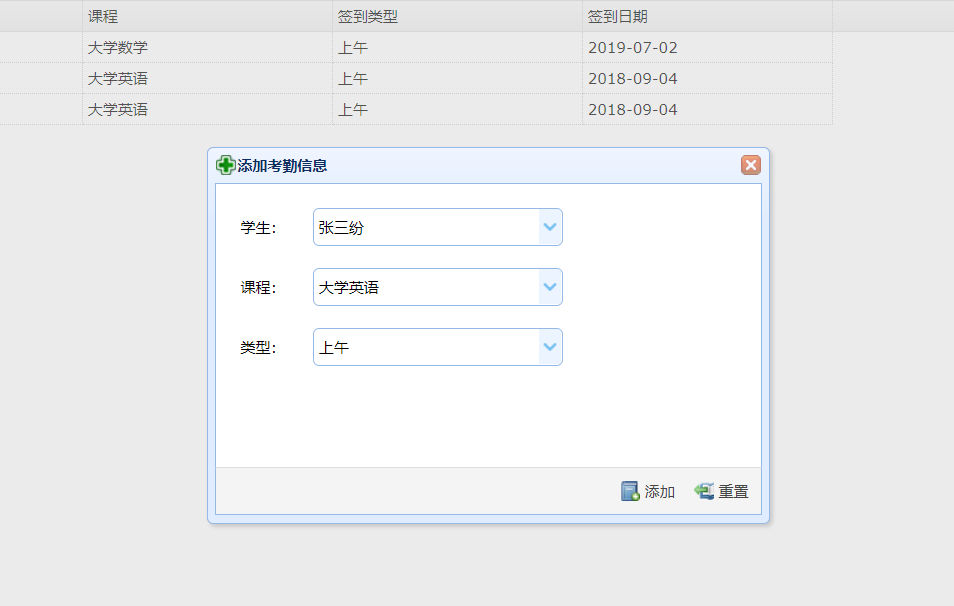 课程 签到类型 签到日期
大学数学 上午 2019-07-02
大学英语 上午 2018-09-04
大学英语 上午 2018-09-04
添加考勤信息
学生: 张三纷
课程: 大学英语
类型: 上午
添加 重置